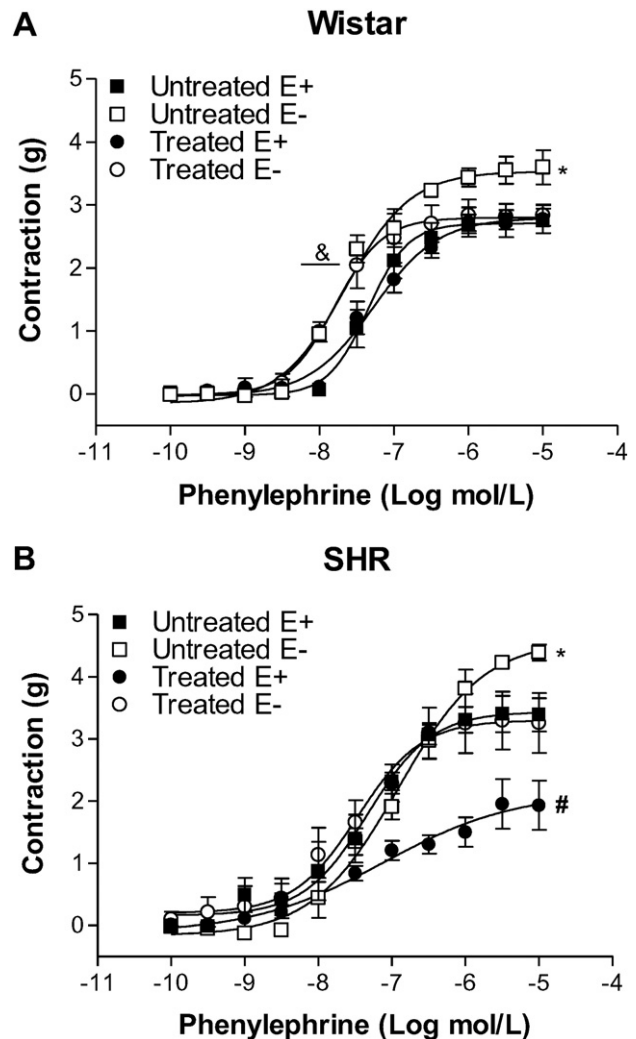 A
Wistar
5
4
3
2
1
0
Contraction (g)
Untreated E+
Untreated E-
Treated E+
Treated E-
&
*
-11 -10 -9 -8 -7 -6 -5 -4
Phenylephrine (Log mol/L)
B
SHR
5
4
3
2
1
0
Contraction (g)
Untreated E+
Untreated E-
Treated E+
Treated E-
*
#
-11 -10 -9 -8 -7 -6 -5 -4
Phenylephrine (Log mol/L)